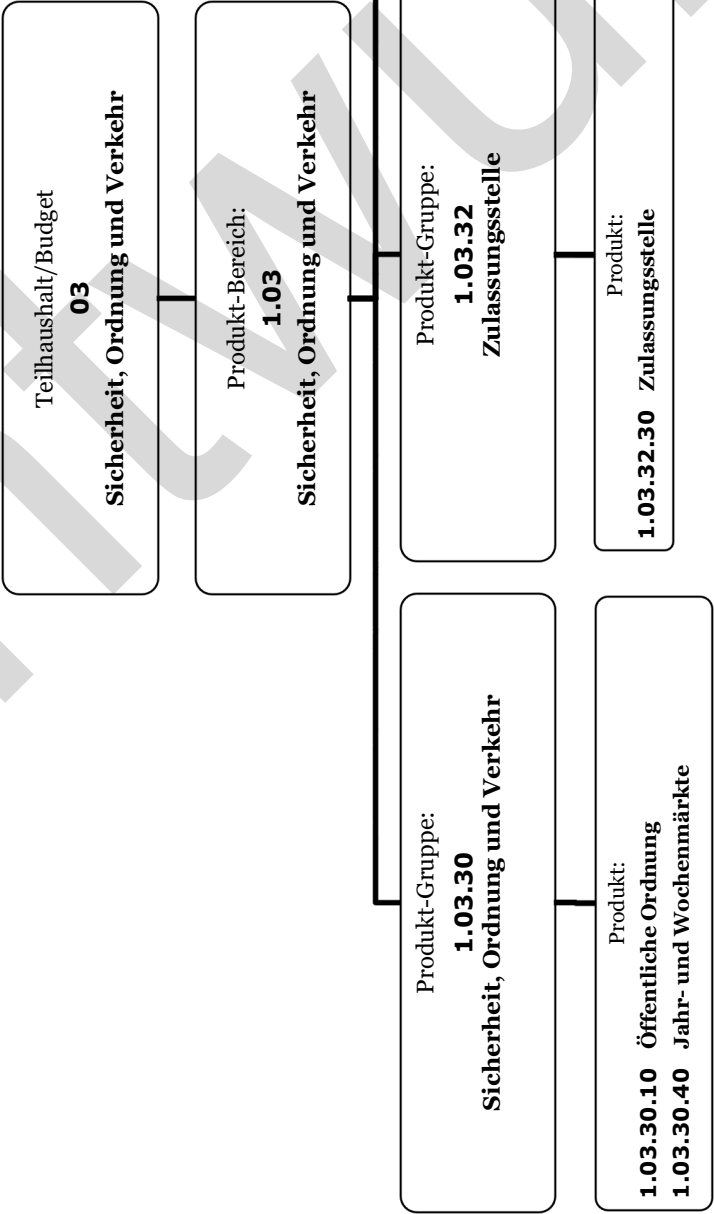 Teilhaushalt/Budget
03
Sicherheit, Ordnung und Verkehr
Produkt-Bereich:
1.03
Sicherheit, Ordnung und Verkehr
Produkt-Gruppe:
1.03.30
Sicherheit, Ordnung und Verkehr
Produkt-Gruppe:
1.03.32
Zulassungsstelle
Produkt:
1.03.30.10 Öffentliche Ordnung
1.03.30.40 Jahr- und Wochenmärkte
Produkt:
1.03.32.30 Zulassungsstelle